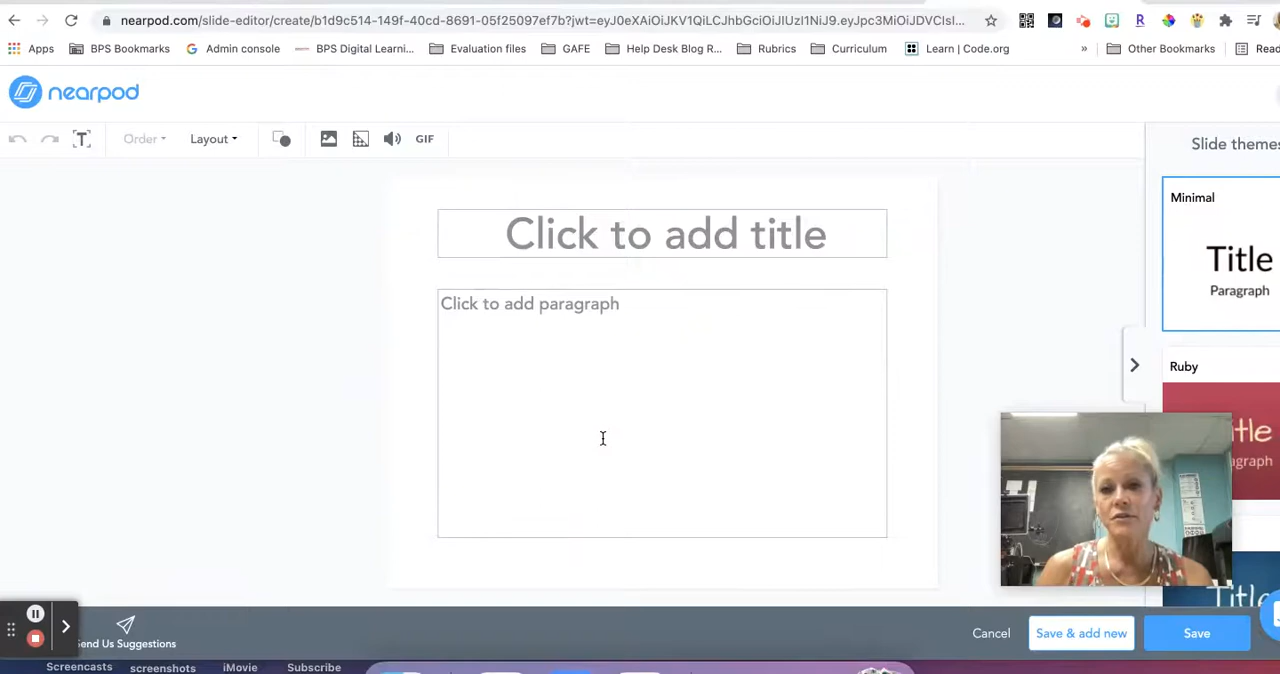 nearpod.com/slide-editor/create/b1d9c514-149f-40cd-8691-05f25097ef7b?jwt=eyJ0eXAiOiJKV1QiLCJhbGciOiJIUzI1NiJ9.eyJpc3MiOiJDVCIsI...
Apps BPS Bookmarks Admin console BPS Digital Learni... Evaluation files GAFE Help Desk Blog R... Rubrics Curriculum Learn | Code.org » Other Bookmarks Read
nearpod
T Order Layout GIF
Slide themes
Minimal
Title
Paragraph
Click to add title
Click to add paragraph
Ruby
Title
agraph
Title
Send Us Suggestions
Cancel Save & add new Save
Screencasts screenshots iMovie Subscribe